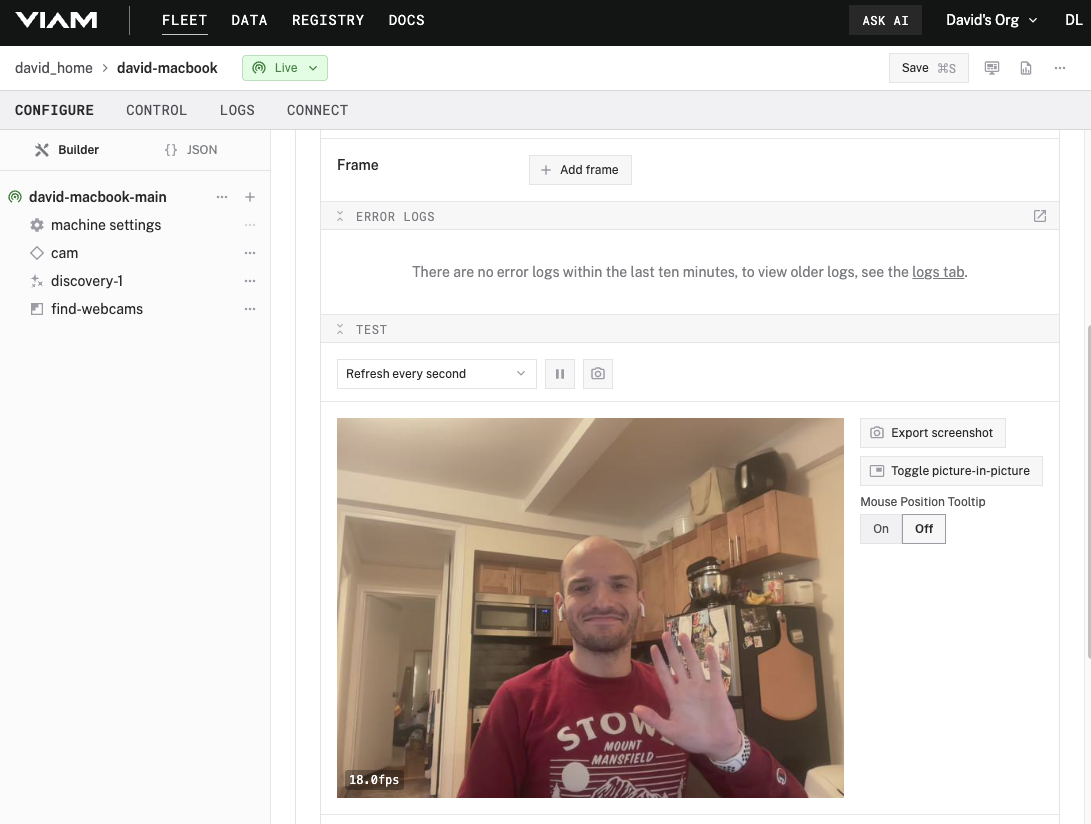 VIAM FLEET DATA REGISTRY DOCS ASK AI David's Org DL
david_home > david-macbook Live Save ⌘S
CONFIGURE CONTROL LOGS CONNECT
Builder {} JSON
david-macbook-main
machine settings
cam
discovery-1
find-webcams
Frame Add frame
ERROR LOGS
There are no error logs within the last ten minutes, to view older logs, see the logs tab.
TEST
Refresh every second
Export screenshot
Toggle picture-in-picture
Mouse Position Tooltip
On Off
STOWE
MOUNT
MANSFIELD
18.0fps